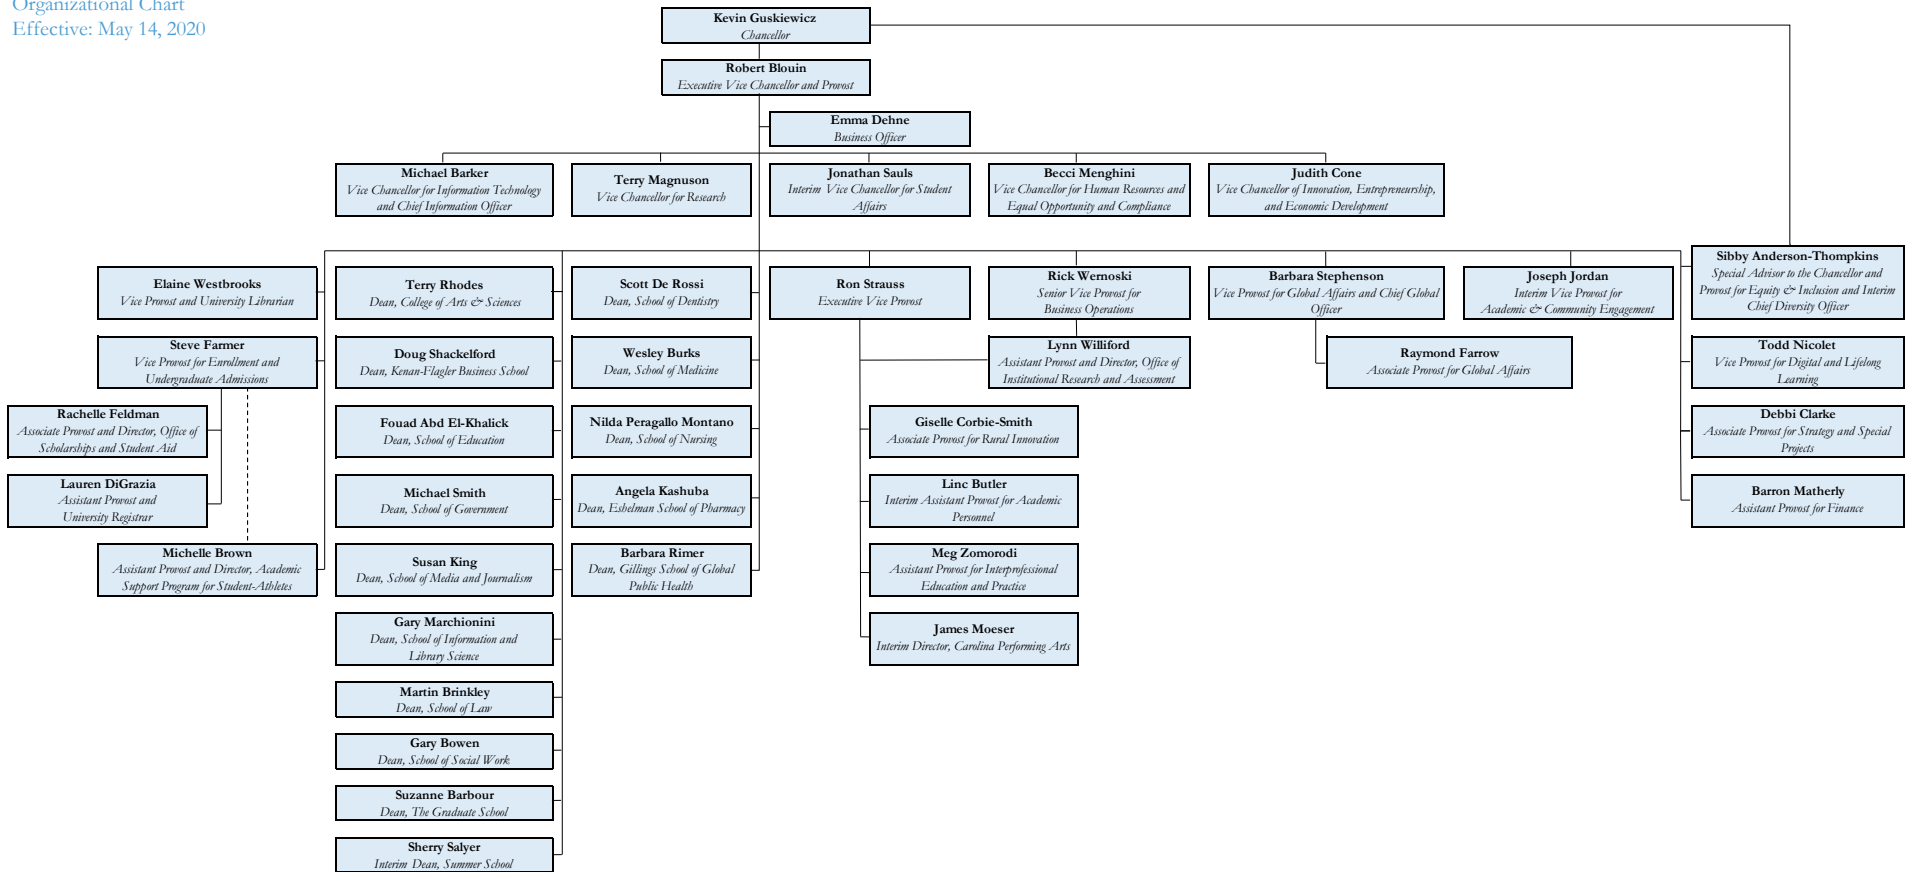 Organizational Chart
Effective: May 14, 2020
Kevin Guskiewicz
Chancellor
Robert Blouin
Executive Vice Chancellor and Provost
Emma Dehne
Business Officer
Michael Barker
Vice Chancellor for Information Technology
and Chief Information Officer
Terry Magnuson
Vice Chancellor for Research
Jonathan Sauls
Interim Vice Chancellor for Student
Affairs
Becci Menghini
Vice Chancellor for Human Resources and
Equal Opportunity and Compliance
Judith Cone
Vice Chancellor of Innovation, Entrepreneurship,
and Economic Development
Elaine Westbrooks
Vice Provost and University Librarian
Terry Rhodes
Dean, College of Arts & Sciences
Scott De Rossi
Dean, School of Dentistry
Ron Strauss
Executive Vice Provost
Rick Wernoski
Senior Vice Provost for
Business Operations
Barbara Stephenson
Vice Provost for Global Affairs and Chief Global
Officer
Joseph Jordan
Interim Vice Provost for
Academic & Community Engagement
Sibby Anderson-Thompkins
Special Advisor to the Chancellor and
Provost for Equity & Inclusion and Interim
Chief Diversity Officer
Steve Farmer
Vice Provost for Enrollment and
Undergraduate Admissions
Doug Shackelford
Dean, Kenan-Flagler Business School
Wesley Burks
Dean, School of Medicine
Lynn Williford
Assistant Provost and Director, Office of
Institutional Research and Assessment
Raymond Farrow
Associate Provost for Global Affairs
Todd Nicolet
Vice Provost for Digital and Lifelong
Learning
Rachelle Feldman
Associate Provost and Director, Office of
Scholarships and Student Aid
Fouad Abd El-Khalick
Dean, School of Education
Nilda Peragallo Montano
Dean, School of Nursing
Giselle Corbie-Smith
Associate Provost for Rural Innovation
Debbi Clarke
Associate Provost for Strategy and Special
Projects
Lauren DiGrazia
Assistant Provost and
University Registrar
Michael Smith
Dean, School of Government
Angela Kashuba
Dean, Eshelman School of Pharmacy
Linc Butler
Interim Assistant Provost for Academic
Personnel
Barron Matherly
Assistant Provost for Finance
Michelle Brown
Assistant Provost and Director, Academic
Support Program for Student-Athletes
Susan King
Dean, School of Media and Journalism
Barbara Rimer
Dean, Gillings School of Global
Public Health
Meg Zomorodi
Assistant Provost for Interprofessional
Education and Practice
Gary Marchionini
Dean, School of Information and
Library Science
James Moeser
Interim Director, Carolina Performing Arts
Martin Brinkley
Dean, School of Law
Gary Bowen
Dean, School of Social Work
Suzanne Barbour
Dean, The Graduate School
Sherry Salyer
Interim Dean, Summer School